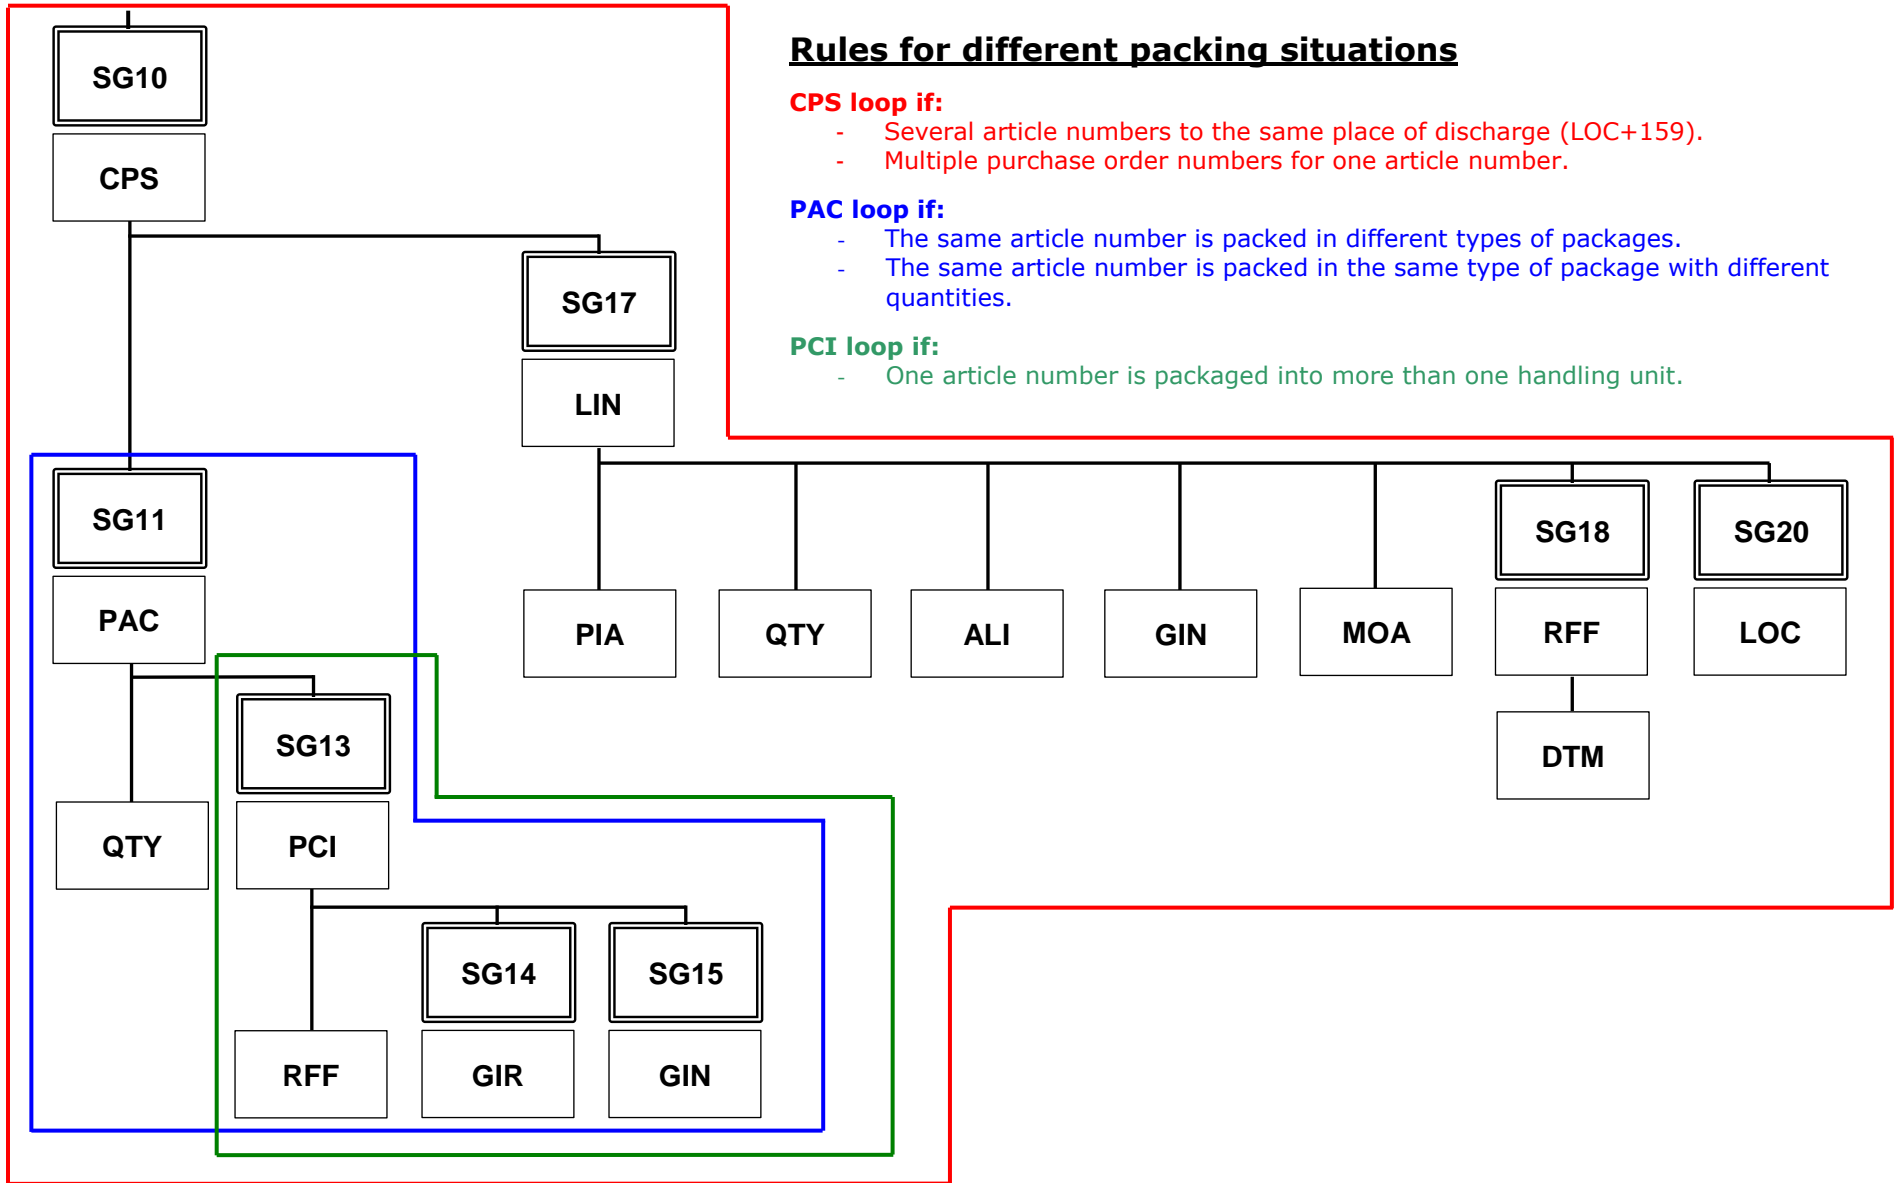 Rules for different packing situations
CPS loop if:
- Several article numbers to the same place of discharge (LOC+159).
- Multiple purchase order numbers for one article number.
PAC loop if:
- The same article number is packed in different types of packages.
- The same article number is packed in the same type of package with different
quantities.
PCI loop if:
- One article number is packaged into more than one handling unit.
SG10
CPS
SG17
LIN
SG11
PAC
SG18
SG20
PIA
QTY
ALI
GIN
MOA
RFF
LOC
DTM
SG13
QTY
PCI
SG14
SG15
RFF
GIR
GIN